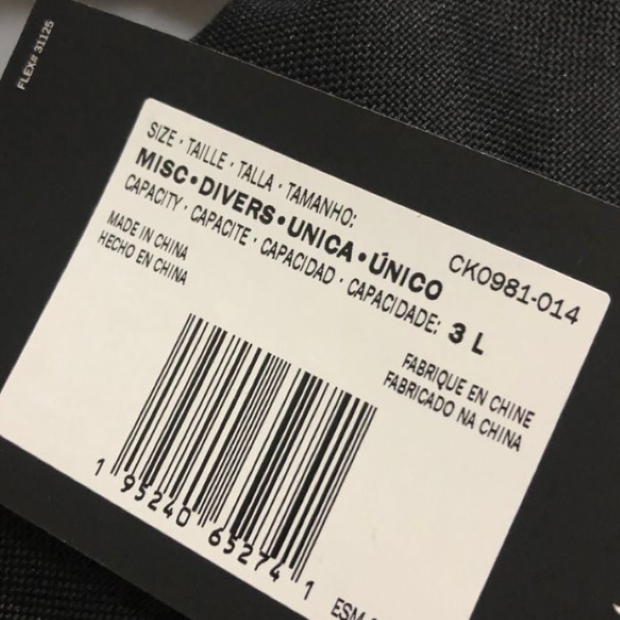 FLEX# 31125
SIZE · TAILLE · TALLA · TAMANHO:
MISC • DIVERS • UNICA • ÚNICO
CK0981-014
CAPACITY · CAPACITE · CAPACIDAD · CAPACIDADE: 3 L
MADE IN CHINA
HECHO EN CHINA
FABRIQUE EN CHINE
FABRICADO NA CHINA
1 95240 65274 1
ESM